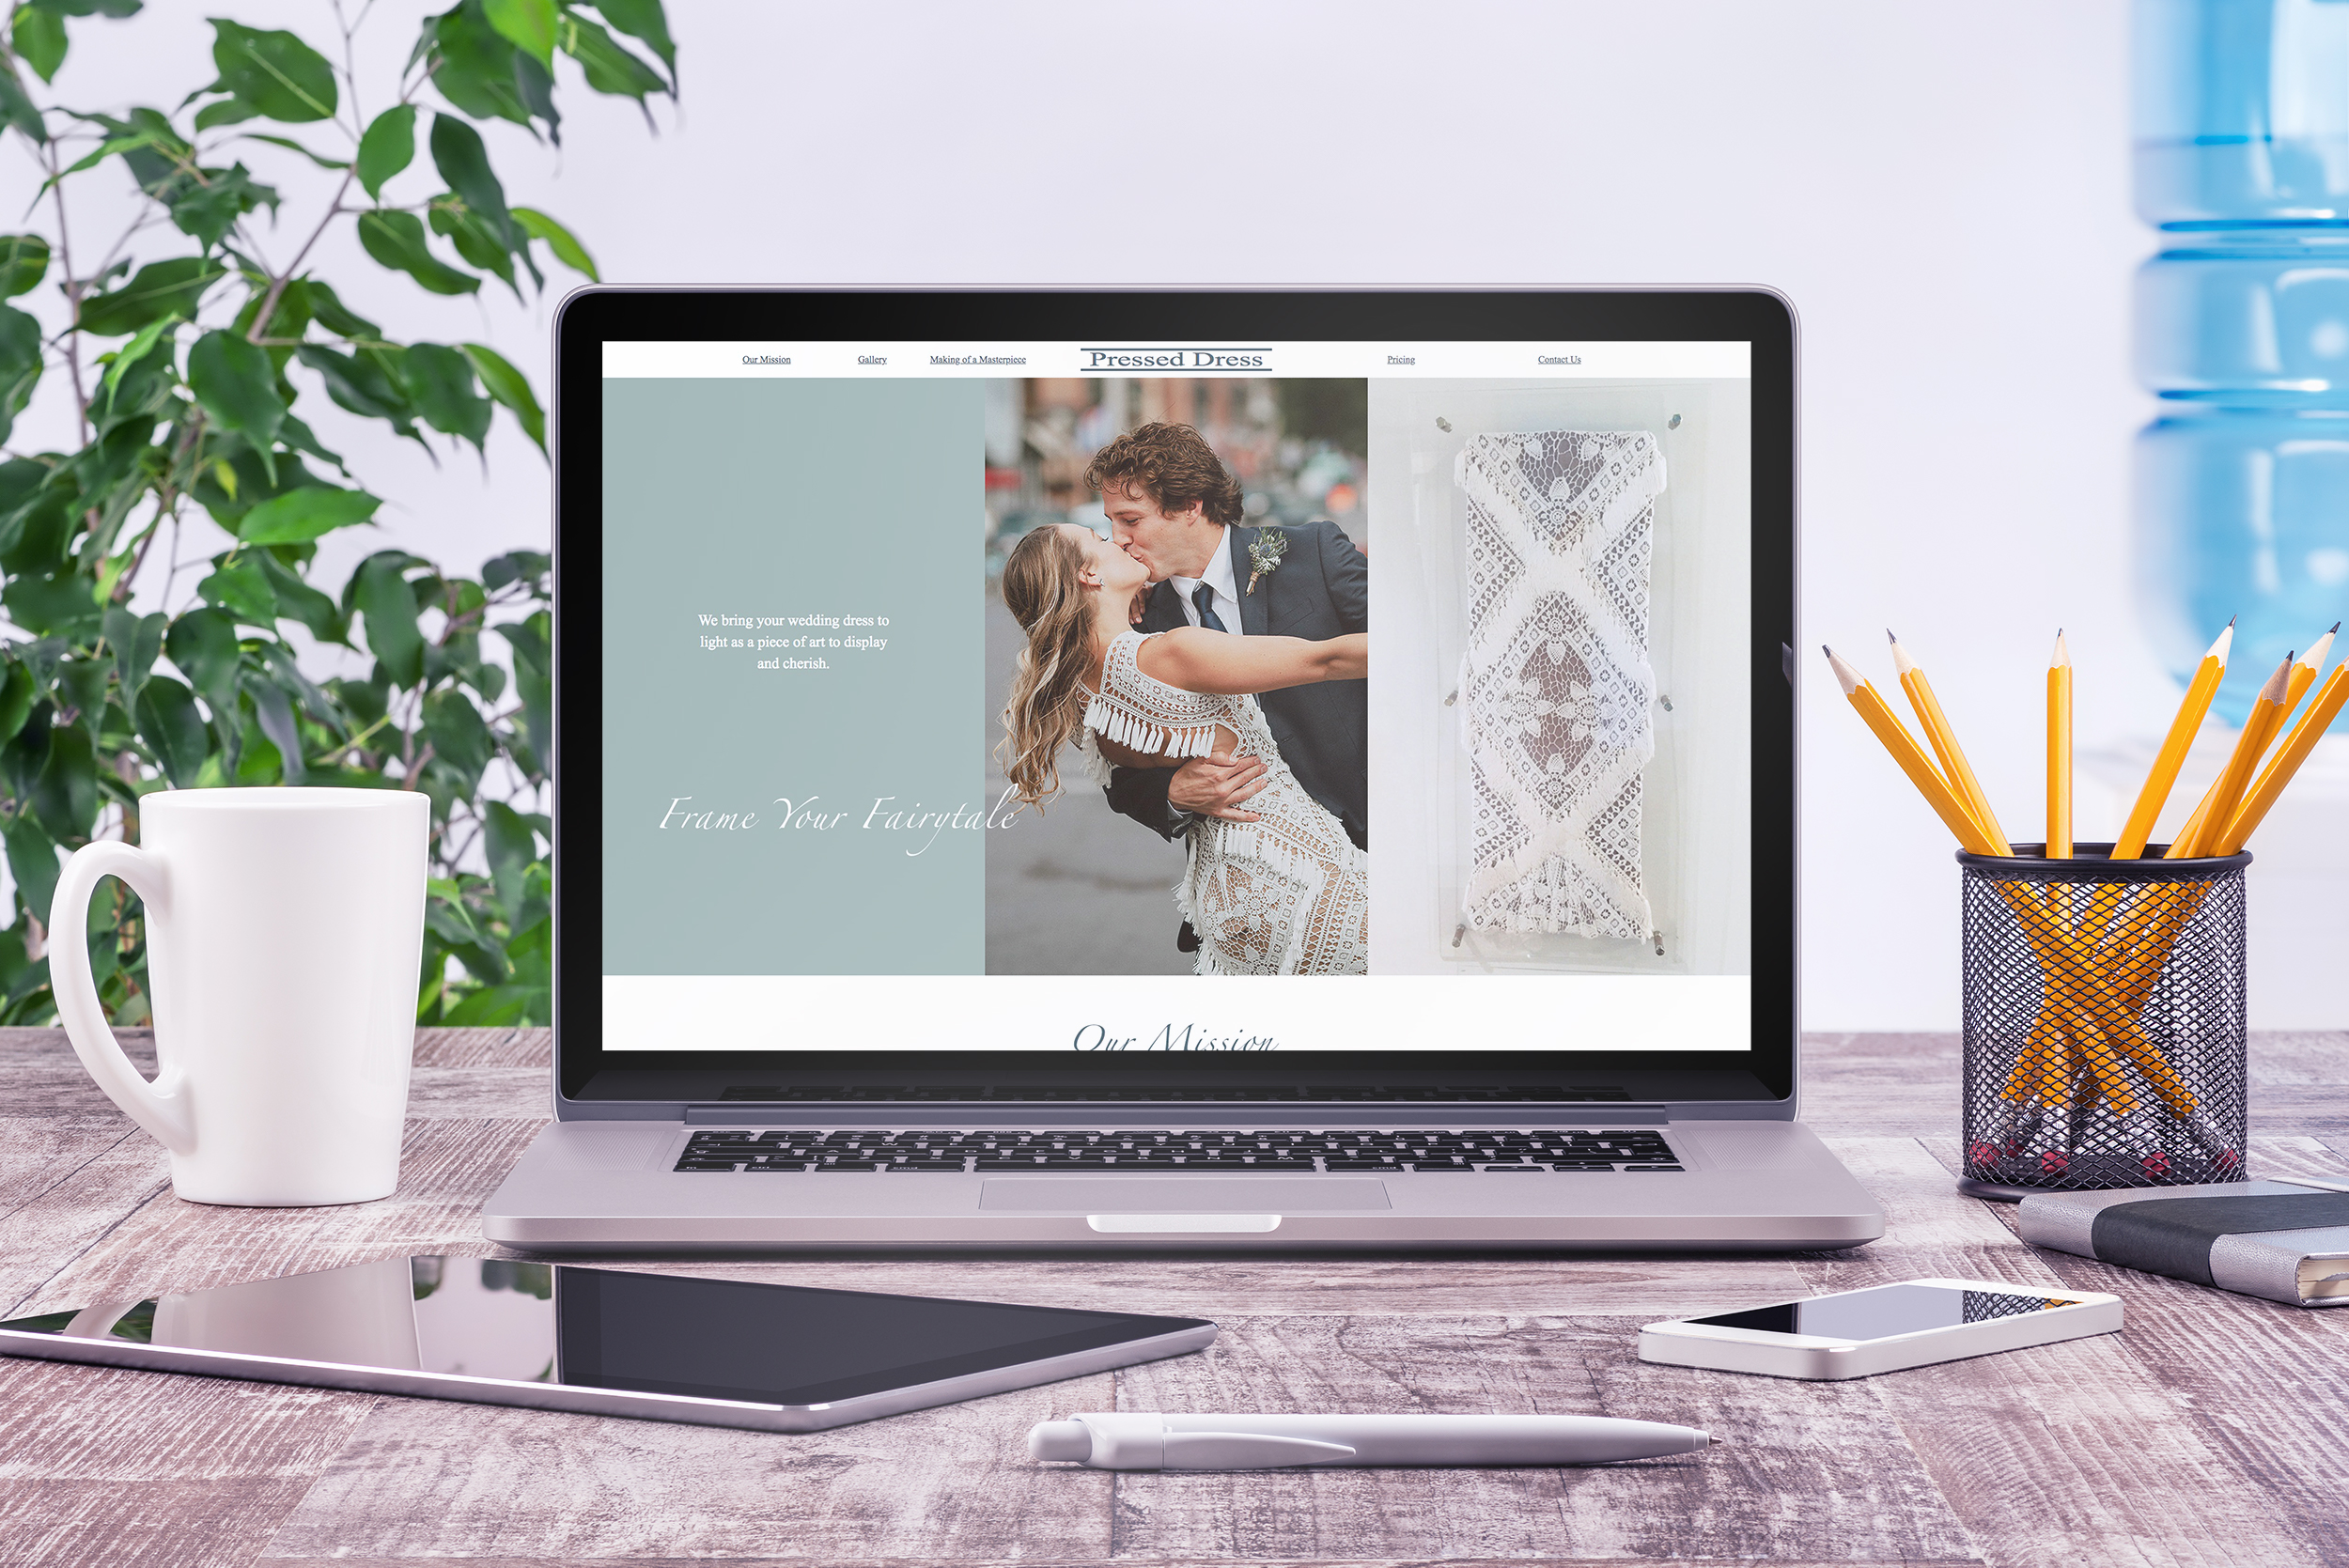 Our Mission Gallery Making of a Masterpiece Pressed Dress Pricing Contact Us
We bring your wedding dress to
light as a piece of art to display
and cherish.
Frame Your Fairytale
Our Mission